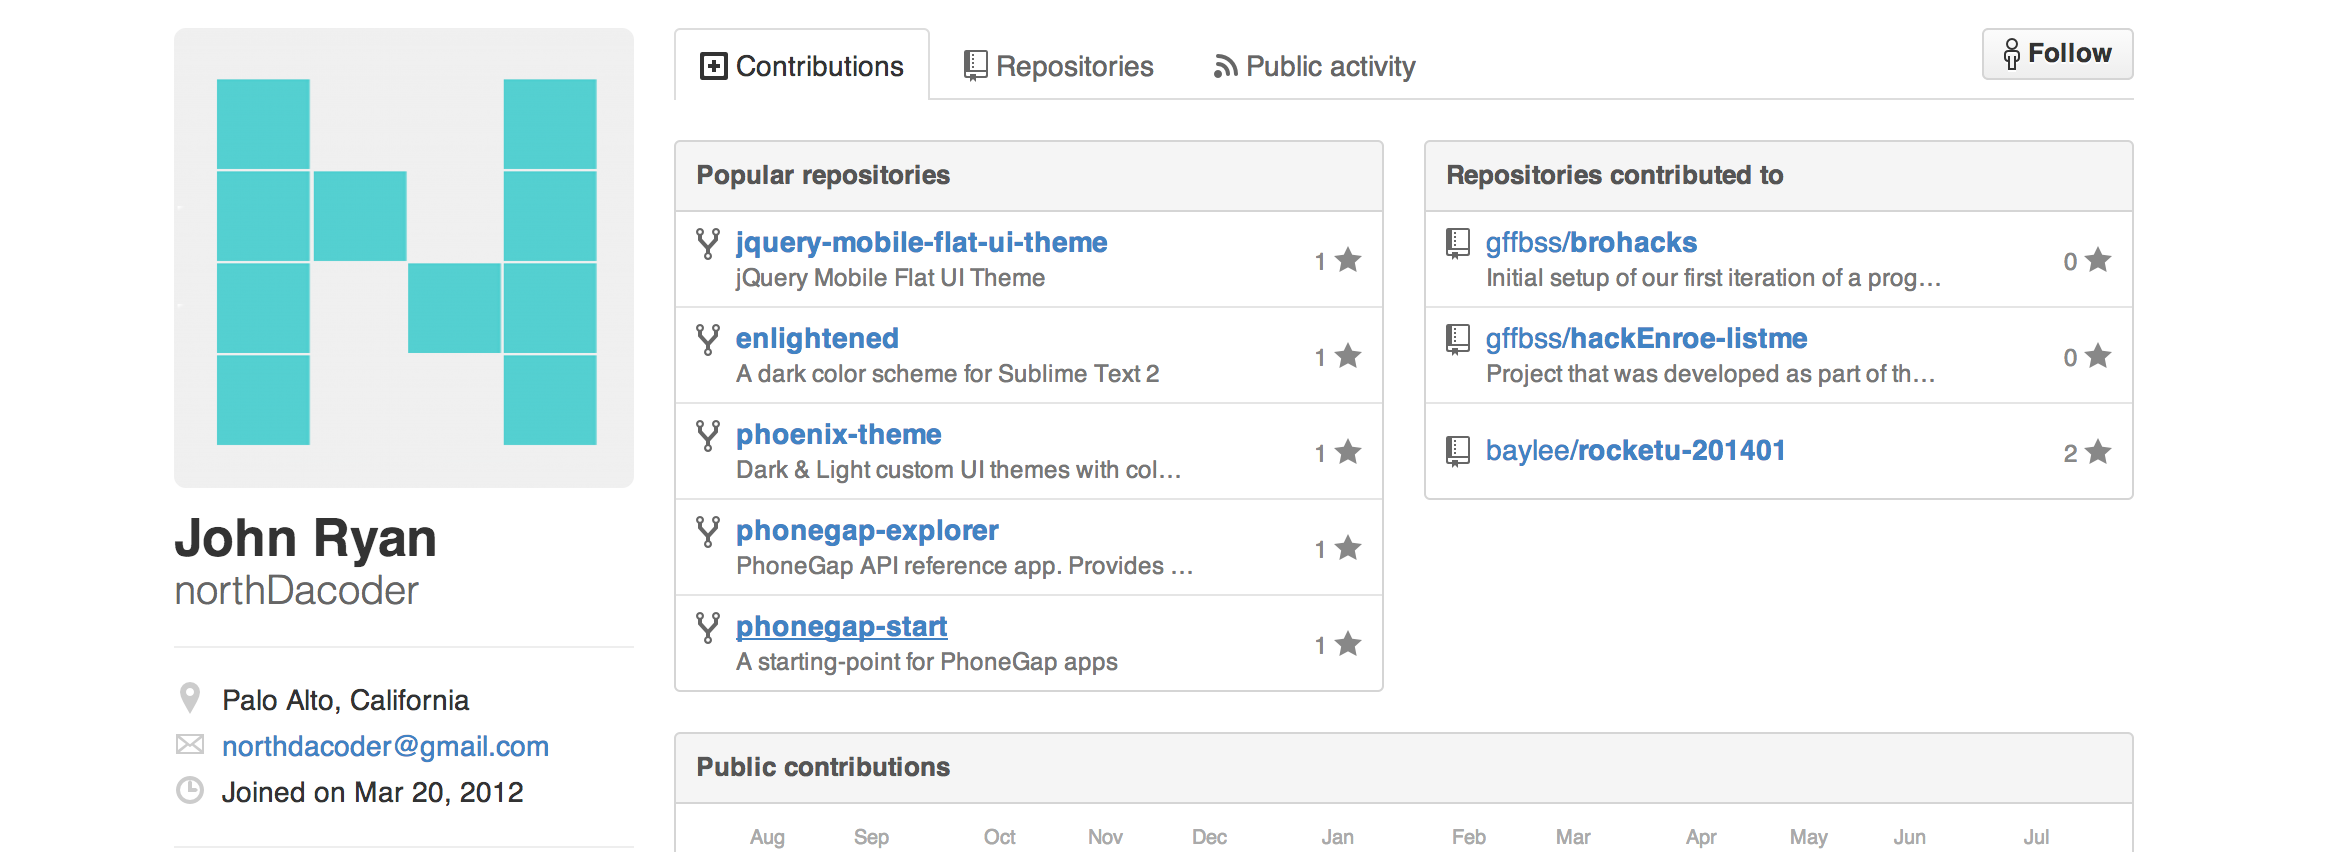 Contributions
Repositories
Public activity
Follow
John Ryan
northDacoder
Palo Alto, California
northdacoder@gmail.com
Joined on Mar 20, 2012
Popular repositories
jquery-mobile-flat-ui-theme
jQuery Mobile Flat UI Theme
1
enlightened
A dark color scheme for Sublime Text 2
1
phoenix-theme
Dark & Light custom UI themes with col…
1
phonegap-explorer
PhoneGap API reference app. Provides …
1
phonegap-start
A starting-point for PhoneGap apps
1
Repositories contributed to
gffbss/brohacks
Initial setup of our first iteration of a prog…
0
gffbss/hackEnroe-listme
Project that was developed as part of th…
0
baylee/rocketu-201401
2
Public contributions
Aug Sep Oct Nov Dec Jan Feb Mar Apr May Jun Jul